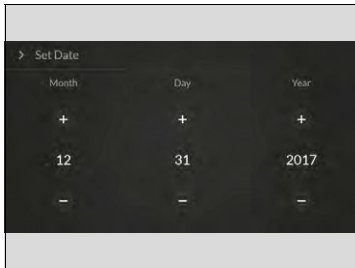 > Set Date
Month Day Year
+ + +
12 31 2017
− − −